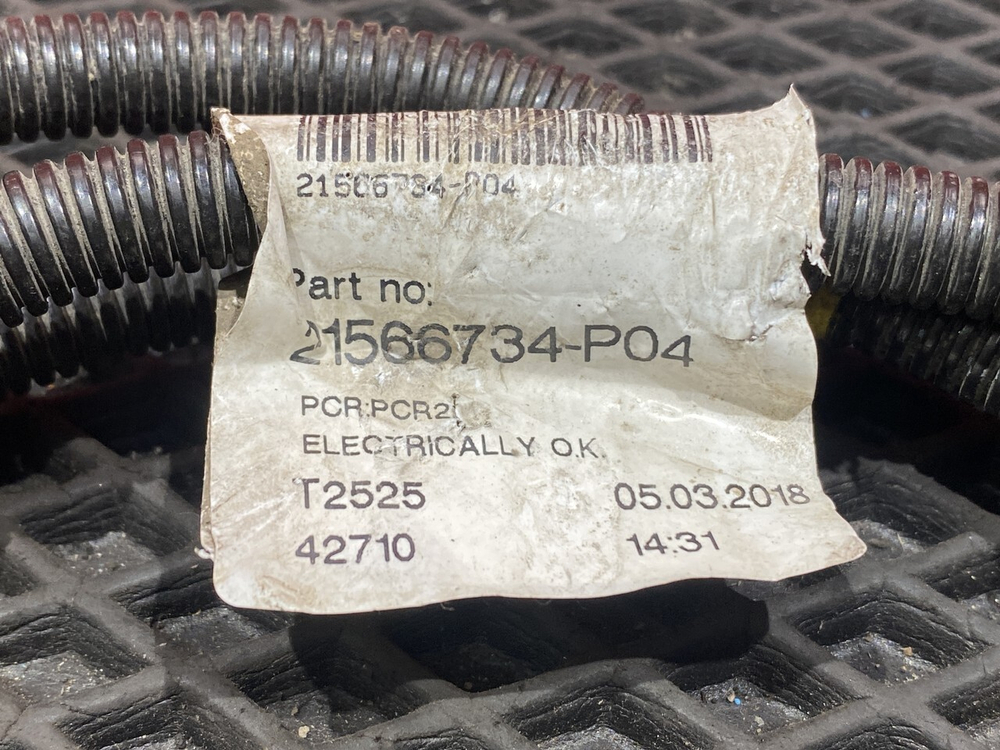 21566734-P04
Part no:
21566734-P04
PCR:PCR2
ELECTRICALLY O.K.
T2525 05.03.2018
42710 14:31